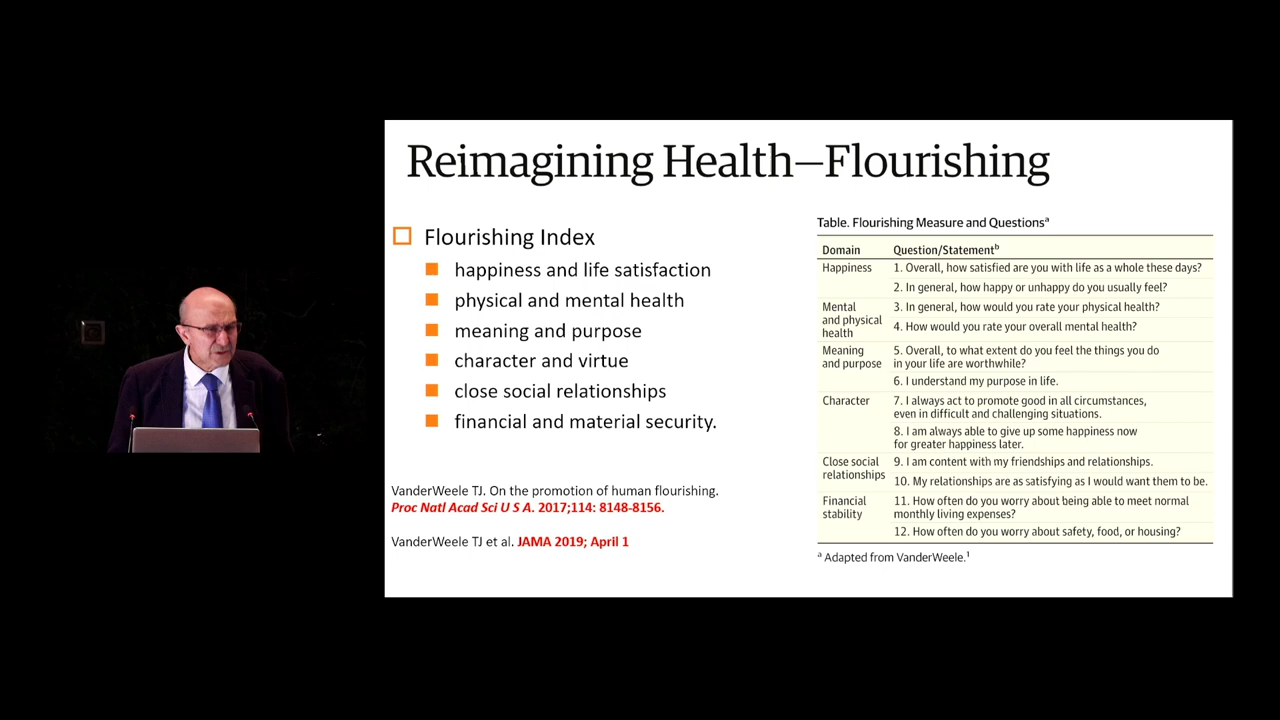 Reimagining Health—Flourishing
Flourishing Index
happiness and life satisfaction
physical and mental health
meaning and purpose
character and virtue
close social relationships
financial and material security.
VanderWeele TJ. On the promotion of human flourishing.
Proc Natl Acad Sci U S A. 2017;114: 8148-8156.
VanderWeele TJ et al. JAMA 2019; April 1
Table. Flourishing Measure and Questionsᵃ
Domain Question/Statementᵇ
Happiness 1. Overall, how satisfied are you with life as a whole these days?
2. In general, how happy or unhappy do you usually feel?
Mental 3. In general, how would you rate your physical health?
and physical
health 4. How would you rate your overall mental health?
Meaning 5. Overall, to what extent do you feel the things you do
and purpose in your life are worthwhile?
6. I understand my purpose in life.
Character 7. I always act to promote good in all circumstances,
even in difficult and challenging situations.
8. I am always able to give up some happiness now
for greater happiness later.
Close social 9. I am content with my friendships and relationships.
relationships 10. My relationships are as satisfying as I would want them to be.
Financial 11. How often do you worry about being able to meet normal
stability monthly living expenses?
12. How often do you worry about safety, food, or housing?
ᵃ Adapted from VanderWeele.¹